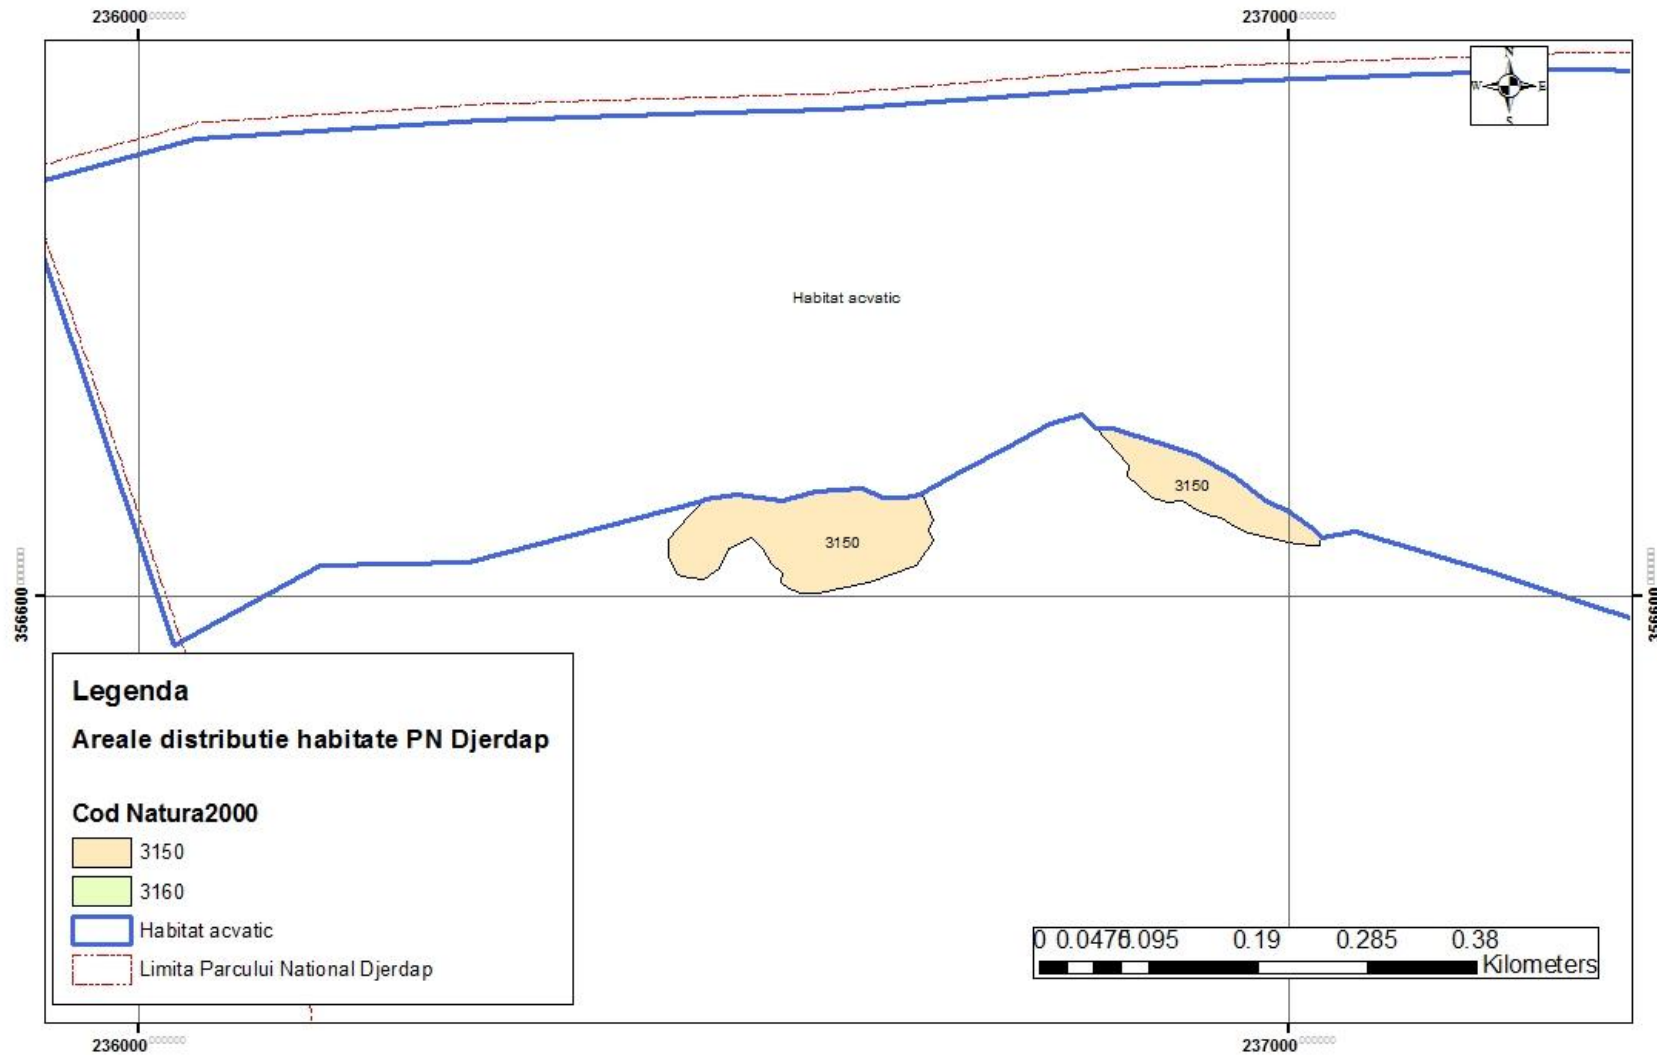 236000 237000
N
W E
S
Habitat acvatic
3150
3150
356600 356600
Legenda
Areale distributie habitate PN Djerdap
Cod Natura2000
3150
3160
Habitat acvatic
Limita Parcului National Djerdap
0 0.0475 0.095 0.19 0.285 0.38
Kilometers
236000 237000